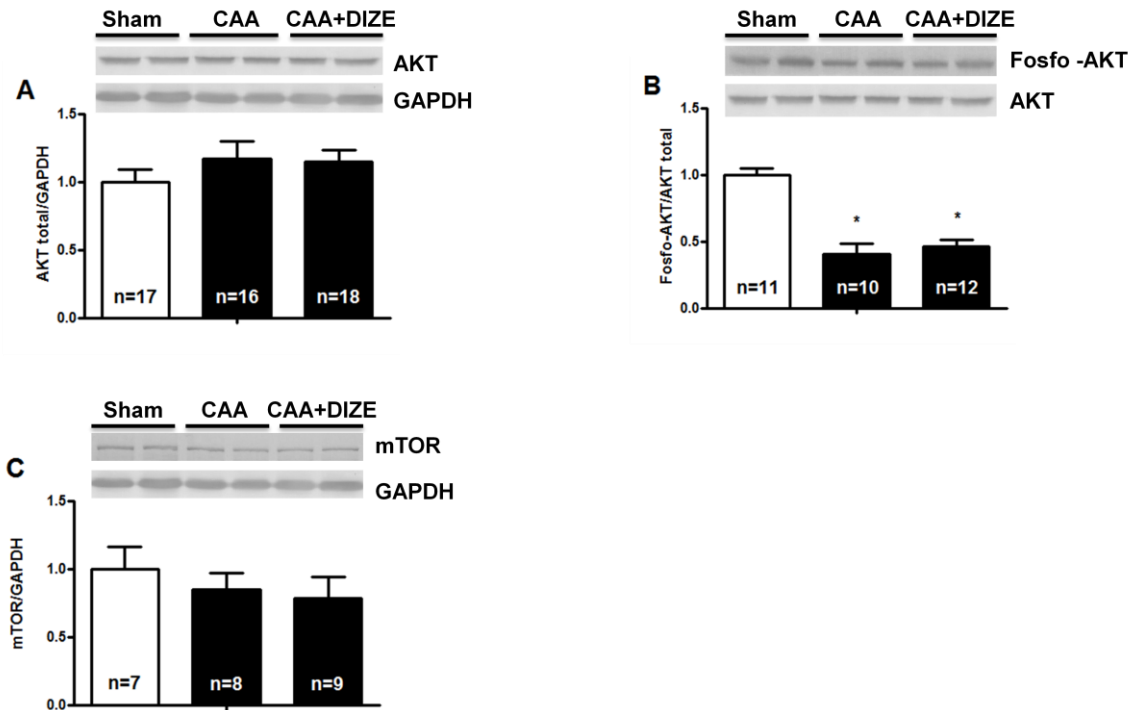 Sham CAA CAA+DIZE
AKT
A
GAPDH
AKT total/GAPDH
1.5
1.0
0.5
0.0
n=17 n=16 n=18
Sham CAA CAA+DIZE
Fosfo -AKT
B
AKT
Fosfo-AKT/AKT total
1.5
1.0
0.5
0.0
* *
n=11 n=10 n=12
Sham CAA CAA+DIZE
mTOR
C
GAPDH
mTOR/GAPDH
1.5
1.0
0.5
0.0
n=7 n=8 n=9